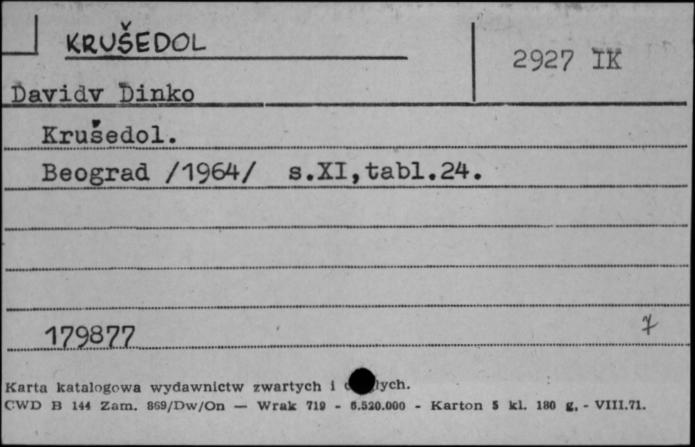 KRUŠEDOL
2927 IK
Davidv Dinko
Krušedol.
Beograd /1964/ s.XI,tabl.24.
179877
7
Karta katalogowa wydawnictw zwartych i
CWD B 144 Zam. 869/Dw/On — Wrak 719 - 6.520.000 - Karton 5 kl. 180 g. - VIII.71.